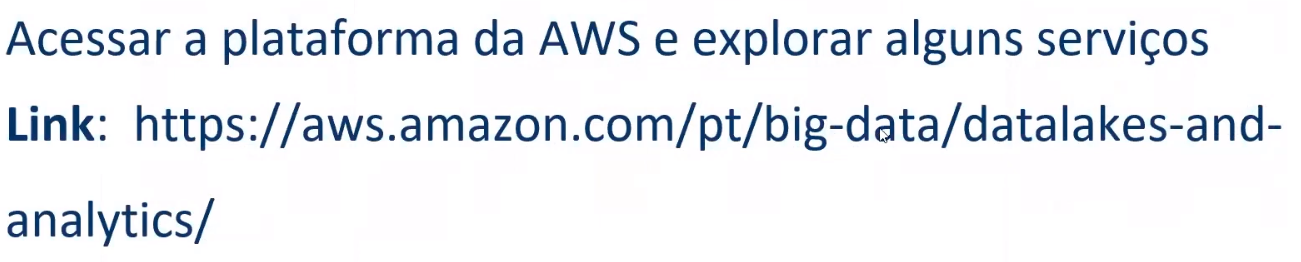 Acessar a plataforma da AWS e explorar alguns serviços
Link: https://aws.amazon.com/pt/big-data/datalakes-and-
analytics/